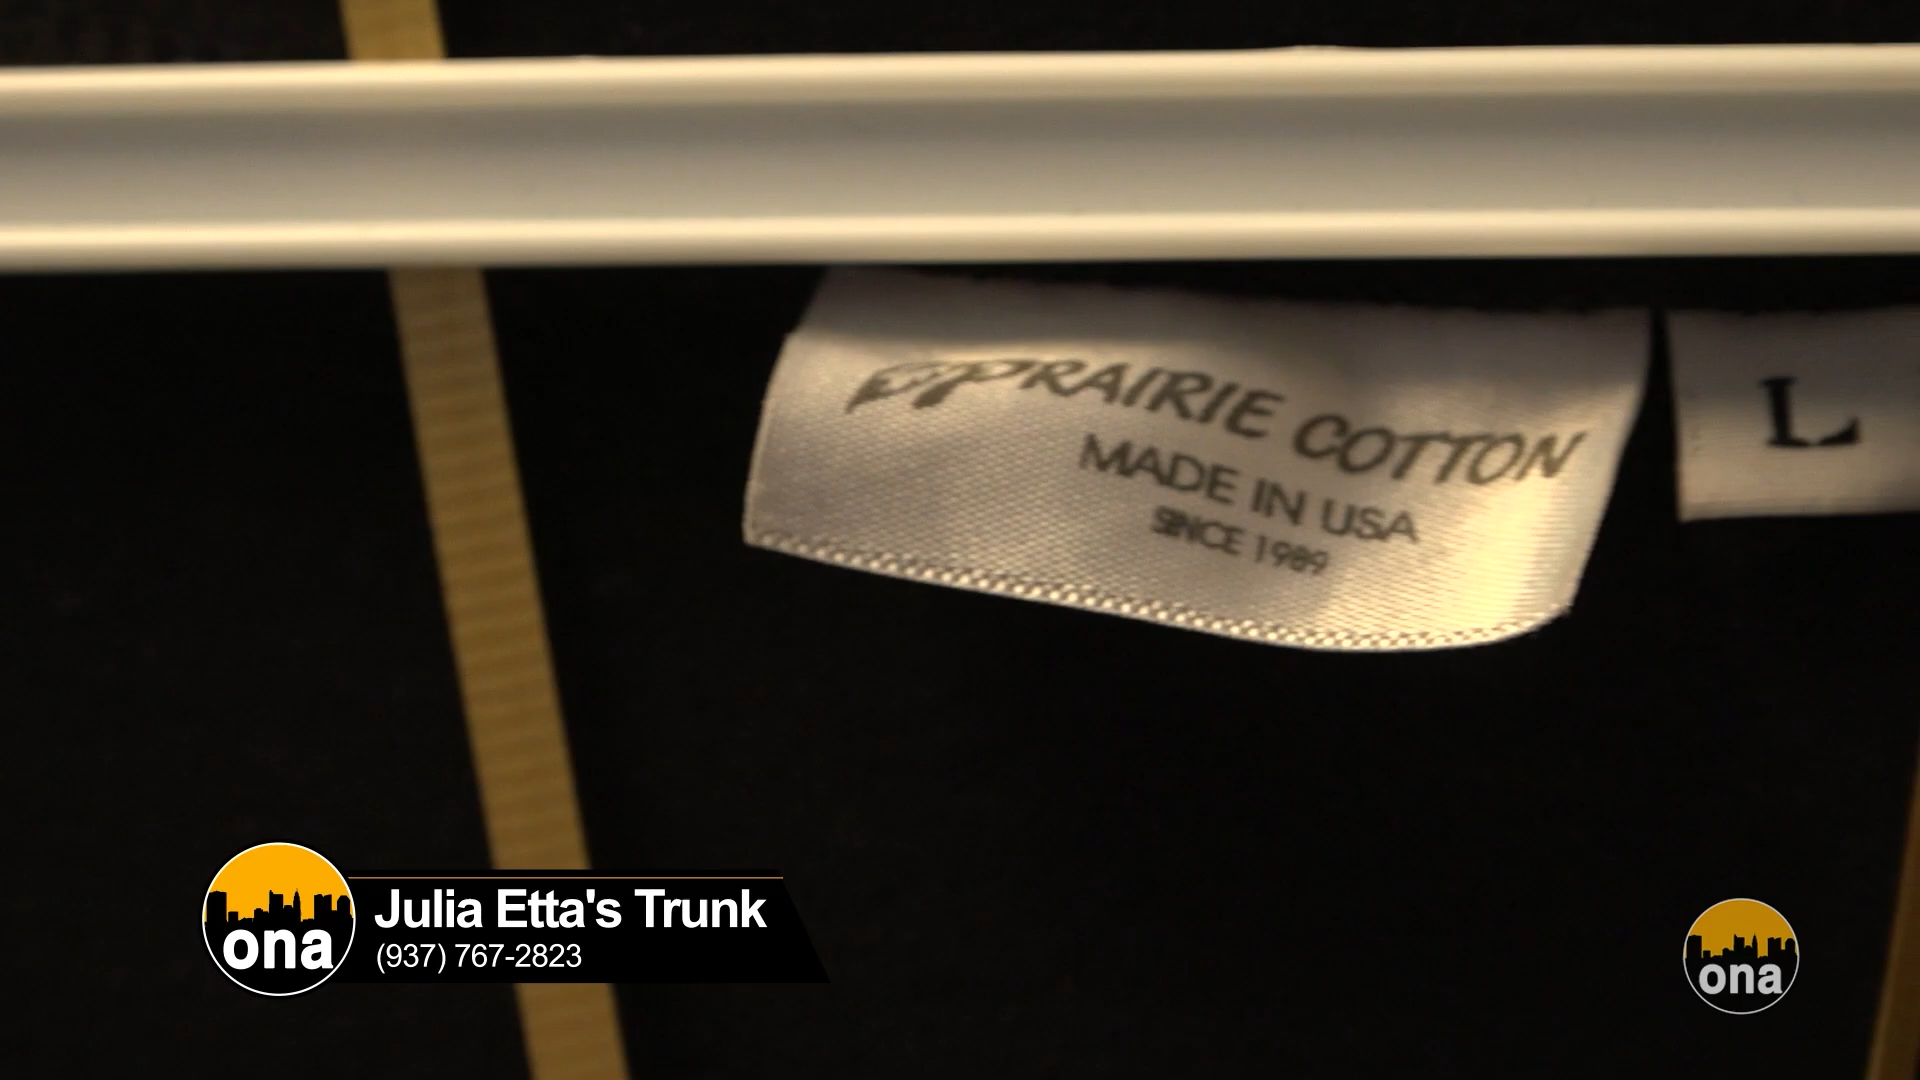 PRAIRIE COTTON
MADE IN USA
SINCE 1989
L
ona
Julia Etta's Trunk
(937) 767-2823
ona